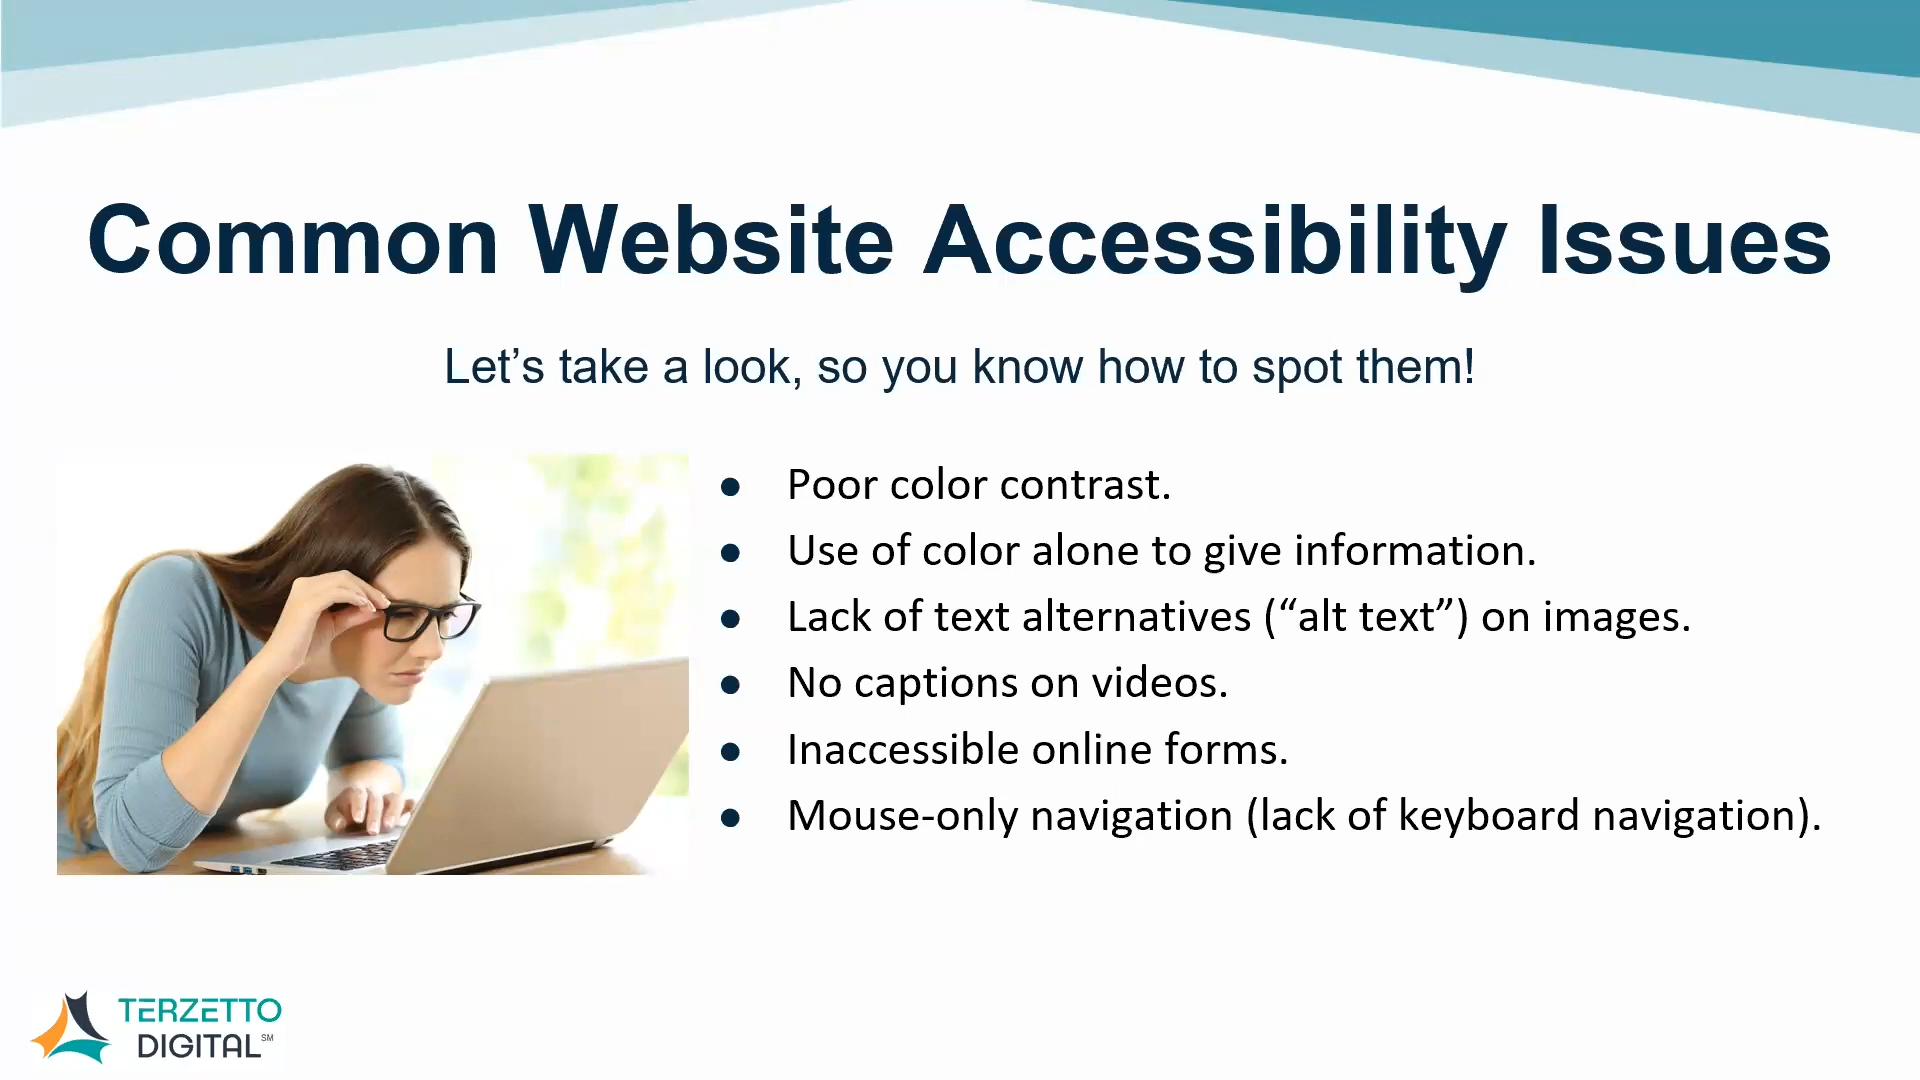 Common Website Accessibility Issues
Let’s take a look, so you know how to spot them!
● Poor color contrast.
● Use of color alone to give information.
● Lack of text alternatives (“alt text”) on images.
● No captions on videos.
● Inaccessible online forms.
● Mouse-only navigation (lack of keyboard navigation).
TERZETTO
DIGITAL℠